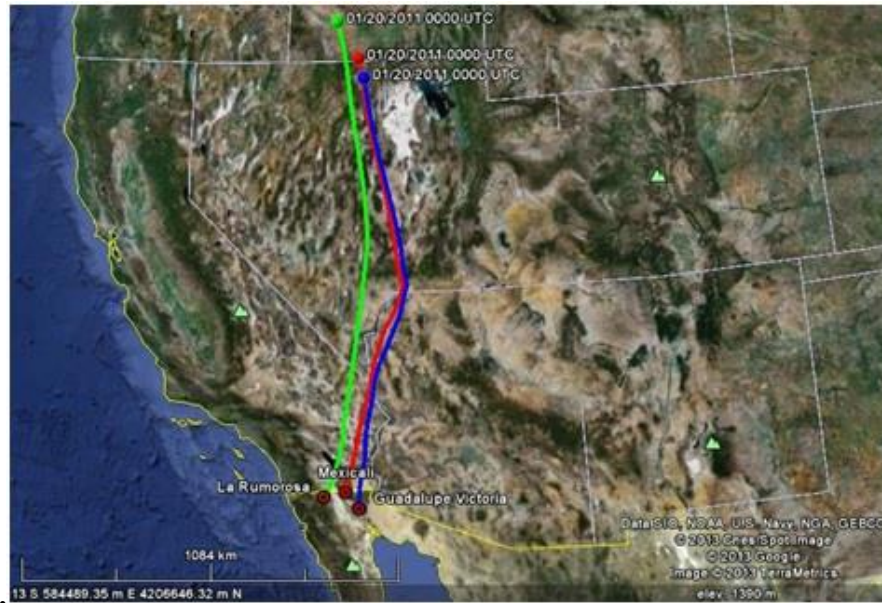 01/20/2011 0000 UTC
01/20/2011 0000 UTC
01/20/2011 0000 UTC
Mexicali
La Rumorosa
Guadalupe Victoria
Data SIO, NOAA, U.S. Navy, NGA, GEBCO
© 2013 Cnes/Spot Image
© 2013 Google
Image © 2013 TerraMetrics
1084 km
13 S 584489.35 m E 4206646.32 m N
elev. 1390 m